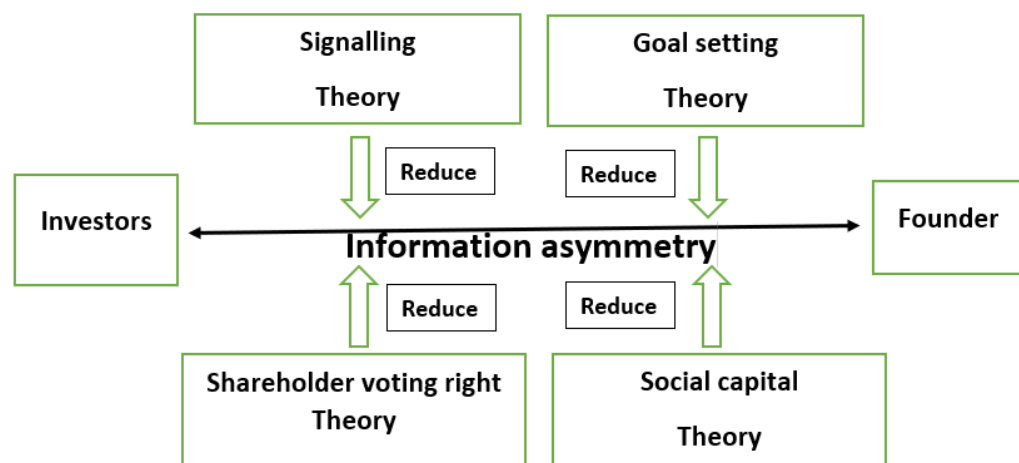 Signalling
Theory
Goal setting
Theory
Reduce
Reduce
Investors
Founder
Information asymmetry
Reduce
Reduce
Shareholder voting right
Theory
Social capital
Theory